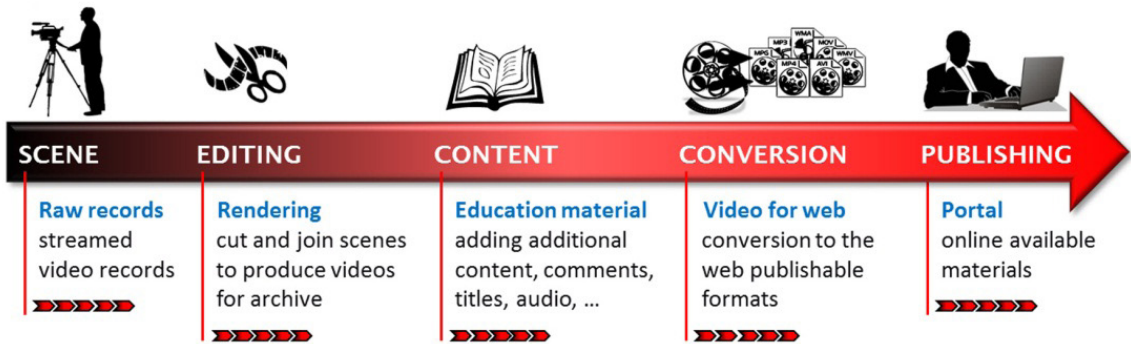 WMA
MP3
MOV
MPG
WMV
MP4
AVI
SCENE
EDITING
CONTENT
CONVERSION
PUBLISHING
Raw records
streamed
video records
Rendering
cut and join scenes
to produce videos
for archive
Education material
adding additional
content, comments,
titles, audio, ...
Video for web
conversion to the
web publishable
formats
Portal
online available
materials